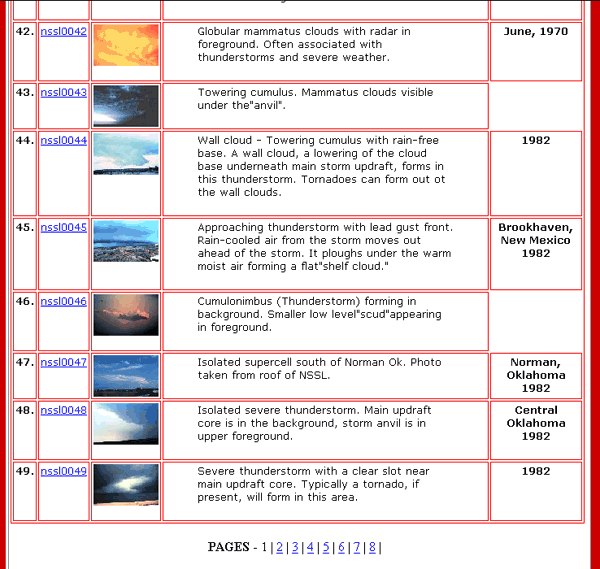 42. nssl0042 Globular mammatus clouds with radar in June, 1970
foreground. Often associated with
thunderstorms and severe weather.
43. nssl0043 Towering cumulus. Mammatus clouds visible
under the"anvil".
44. nssl0044 Wall cloud - Towering cumulus with rain-free 1982
base. A wall cloud, a lowering of the cloud
base underneath main storm updraft, forms in
this thunderstorm. Tornadoes can form out ot
the wall clouds.
45. nssl0045 Approaching thunderstorm with lead gust front. Brookhaven,
Rain-cooled air from the storm moves out New Mexico
ahead of the storm. It ploughs under the warm 1982
moist air forming a flat"shelf cloud."
46. nssl0046 Cumulonimbus (Thunderstorm) forming in
background. Smaller low level"scud"appearing
in foreground.
47. nssl0047 Isolated supercell south of Norman Ok. Photo Norman,
taken from roof of NSSL. Oklahoma
1982
48. nssl0048 Isolated severe thunderstorm. Main updraft Central
core is in the background, storm anvil is in Oklahoma
upper foreground. 1982
49. nssl0049 Severe thunderstorm with a clear slot near 1982
main updraft core. Typically a tornado, if
present, will form in this area.
PAGES - 1 | 2 | 3 | 4 | 5 | 6 | 7 | 8 |